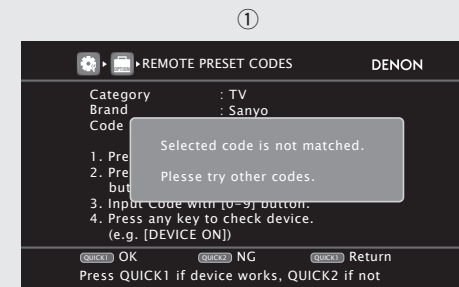 ①
OPTION REMOTE PRESET CODES DENON
Category : TV
Brand : Sanyo
Code
Selected code is not matched.
Plesse try other codes.
1. Pre
2. Pre
but
3. Input Code with [0-9] button.
4. Press any key to check device.
(e.g. [DEVICE ON])
QUICK1 OK QUICK2 NG QUICK1 Return
Press QUICK1 if device works, QUICK2 if not